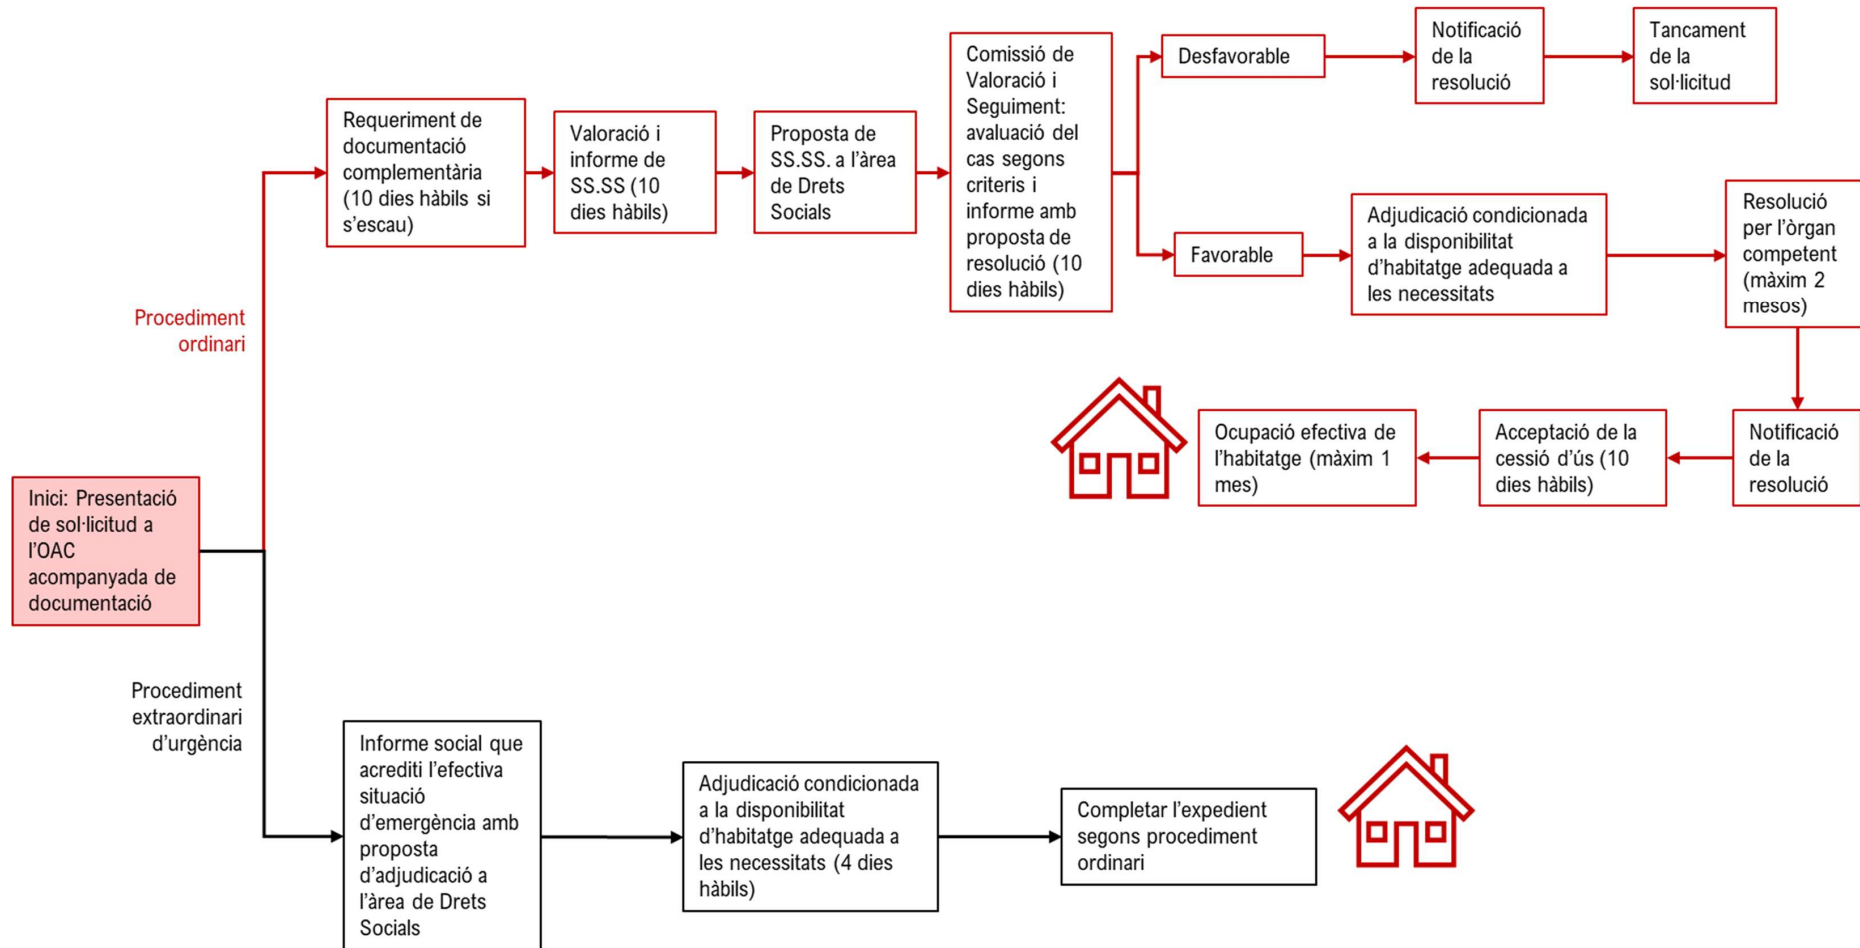 Inici: Presentació
de sol·licitud a
l'OAC
acompanyada de
documentació
Procediment
ordinari
Requeriment de
documentació
complementària
(10 dies hàbils si
s'escau)
Valoració i
informe de
SS.SS (10
dies hàbils)
Proposta de
SS.SS. a l'àrea
de Drets
Socials
Comissió de
Valoració i
Seguiment:
avaluació del
cas segons
criteris i
informe amb
proposta de
resolució (10
dies hàbils)
Desfavorable
Notificació
de la
resolució
Tancament
de la
sol·licitud
Favorable
Adjudicació condicionada
a la disponibilitat
d'habitatge adequada a
les necessitats
Resolució
per l'òrgan
competent
(màxim 2
mesos)
Notificació
de la
resolució
Acceptació de la
cessió d'ús (10
dies hàbils)
Ocupació efectiva de
l'habitatge (màxim 1
mes)
Procediment
extraordinari
d'urgència
Informe social que
acrediti l'efectiva
situació
d'emergència amb
proposta
d'adjudicació a
l'àrea de Drets
Socials
Adjudicació condicionada
a la disponibilitat
d'habitatge adequada a
les necessitats (4 dies
hàbils)
Completar l'expedient
segons procediment
ordinari